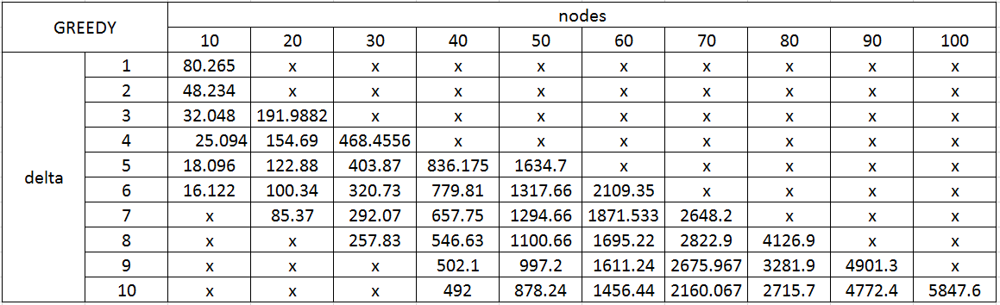 GREEDY nodes
10 20 30 40 50 60 70 80 90 100
delta 1 80.265 x x x x x x x x x
2 48.234 x x x x x x x x x
3 32.048 191.9882 x x x x x x x x
4 25.094 154.69 468.4556 x x x x x x x
5 18.096 122.88 403.87 836.175 1634.7 x x x x x
6 16.122 100.34 320.73 779.81 1317.66 2109.35 x x x x
7 x 85.37 292.07 657.75 1294.66 1871.533 2648.2 x x x
8 x x 257.83 546.63 1100.66 1695.22 2822.9 4126.9 x x
9 x x x 502.1 997.2 1611.24 2675.967 3281.9 4901.3 x
10 x x x 492 878.24 1456.44 2160.067 2715.7 4772.4 5847.6